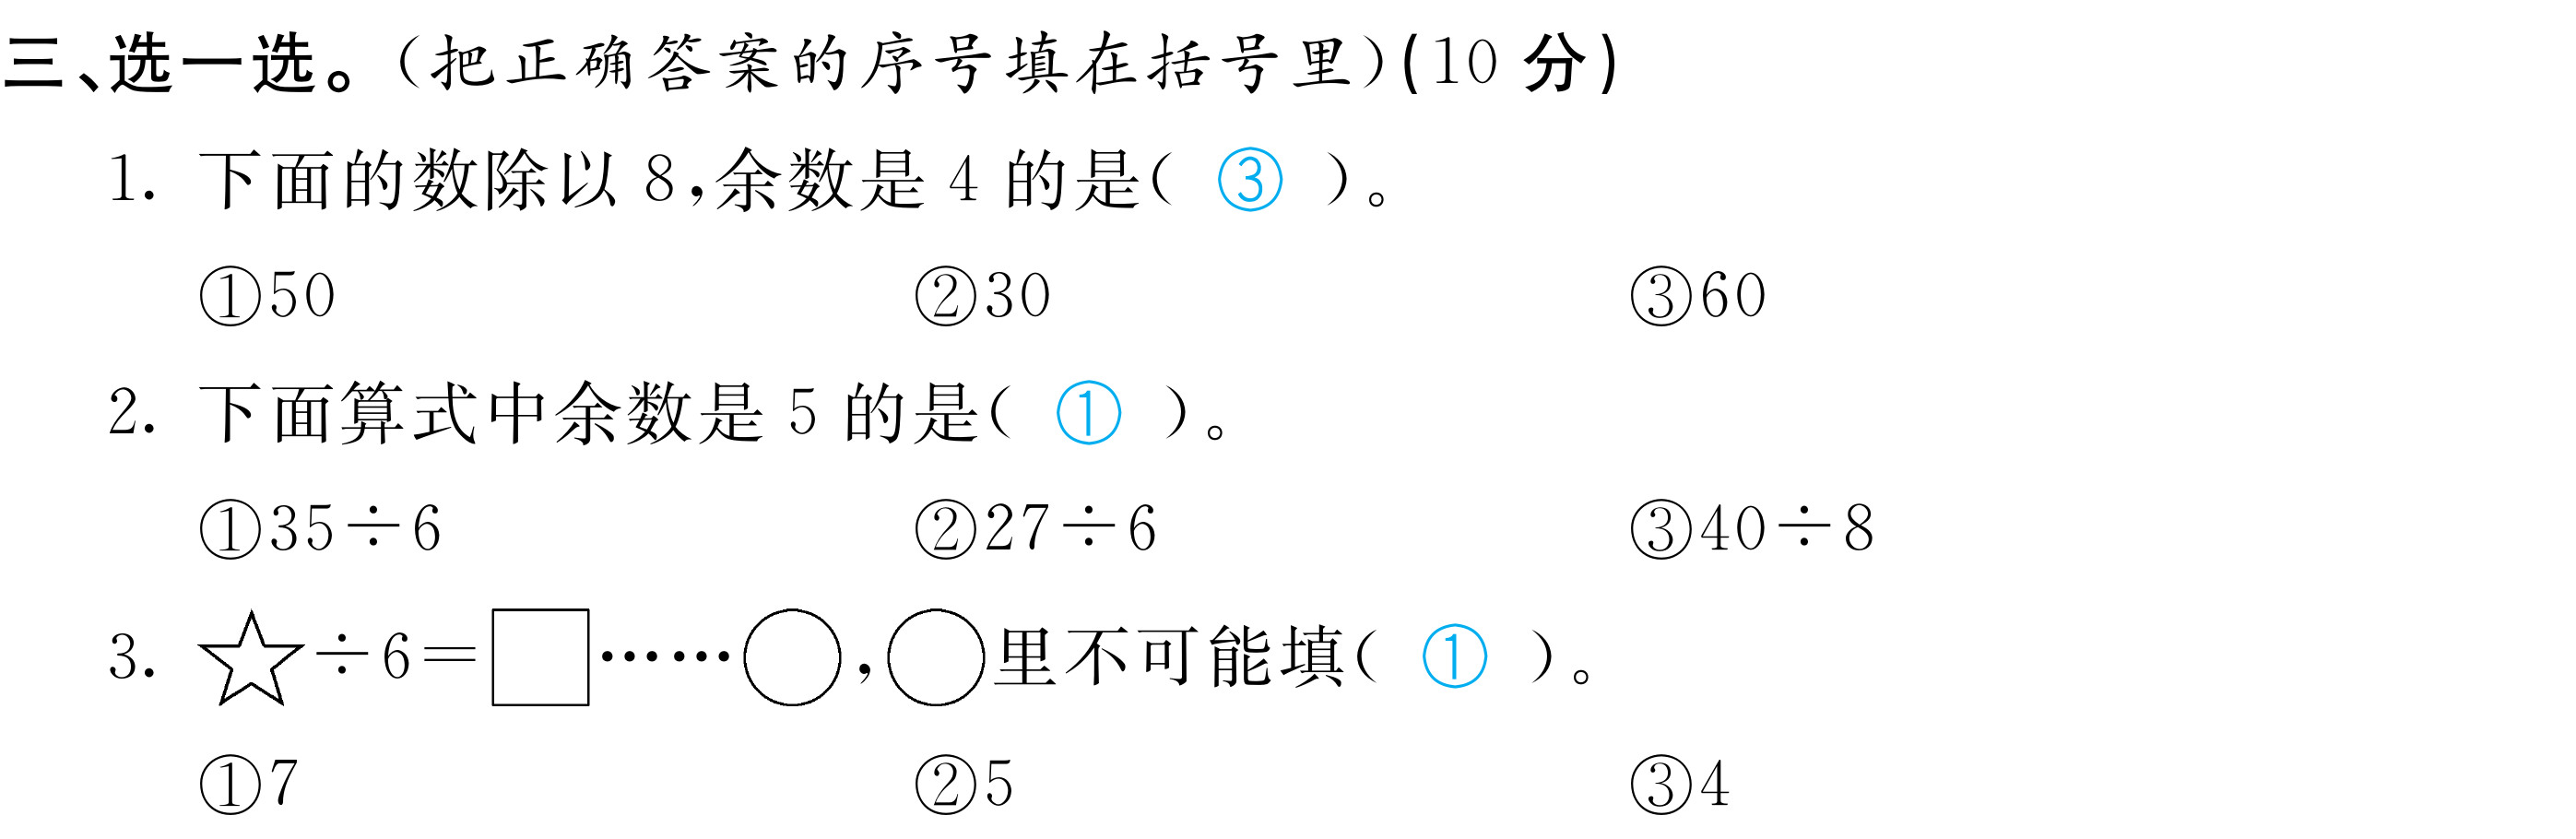 三、选一选。(把正确答案的序号填在括号里)(10 分)
1. 下面的数除以 8,余数是 4 的是( ③ )。
①50 ②30 ③60
2. 下面算式中余数是 5 的是( ① )。
①35÷6 ②27÷6 ③40÷8
3. ☆÷6=□……○,○里不可能填( ① )。
①7 ②5 ③4